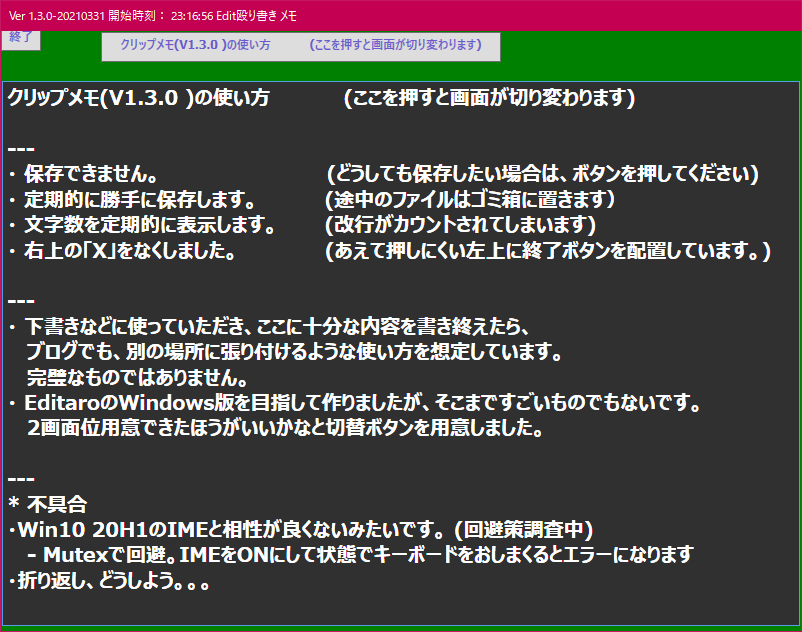 Ver 1.3.0-20210331 開始時刻： 23:16:56 Edit殴り書き メモ
終了
クリップメモ(V1.3.0 )の使い方 (ここを押すと画面が切り変わります)
クリップメモ(V1.3.0 )の使い方 (ここを押すと画面が切り変わります)
---
・ 保存できません。 (どうしても保存したい場合は、ボタンを押してください)
・ 定期的に勝手に保存します。 (途中のファイルはゴミ箱に置きます)
・ 文字数を定期的に表示します。 (改行がカウントされてしまいます)
・ 右上の「X」をなくしました。 (あえて押しにくい左上に終了ボタンを配置しています。)
---
・ 下書きなどに使っていただき、ここに十分な内容を書き終えたら、
ブログでも、別の場所に張り付けるような使い方を想定しています。
完璧なものではありません。
・ EditaroのWindows版を目指して作りましたが、そこまですごいものでもないです。
2画面位用意できたほうがいいかなと切替ボタンを用意しました。
---
* 不具合
・Win10 20H1のIMEと相性が良くないみたいです。(回避策調査中)
- Mutexで回避。IMEをONにして状態でキーボードをおしまくるとエラーになります
・折り返し、どうしよう。。。